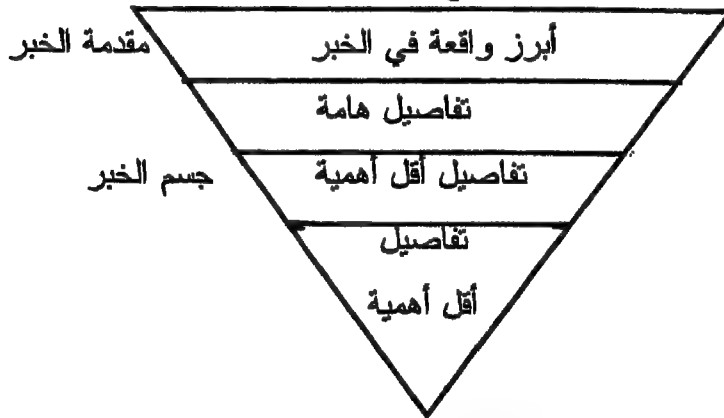 مقدمة الخبر
أبرز واقعة في الخبر
تفاصيل هامة
جسم الخبر
تفاصيل أقل أهمية
تفاصيل
أقل أهمية